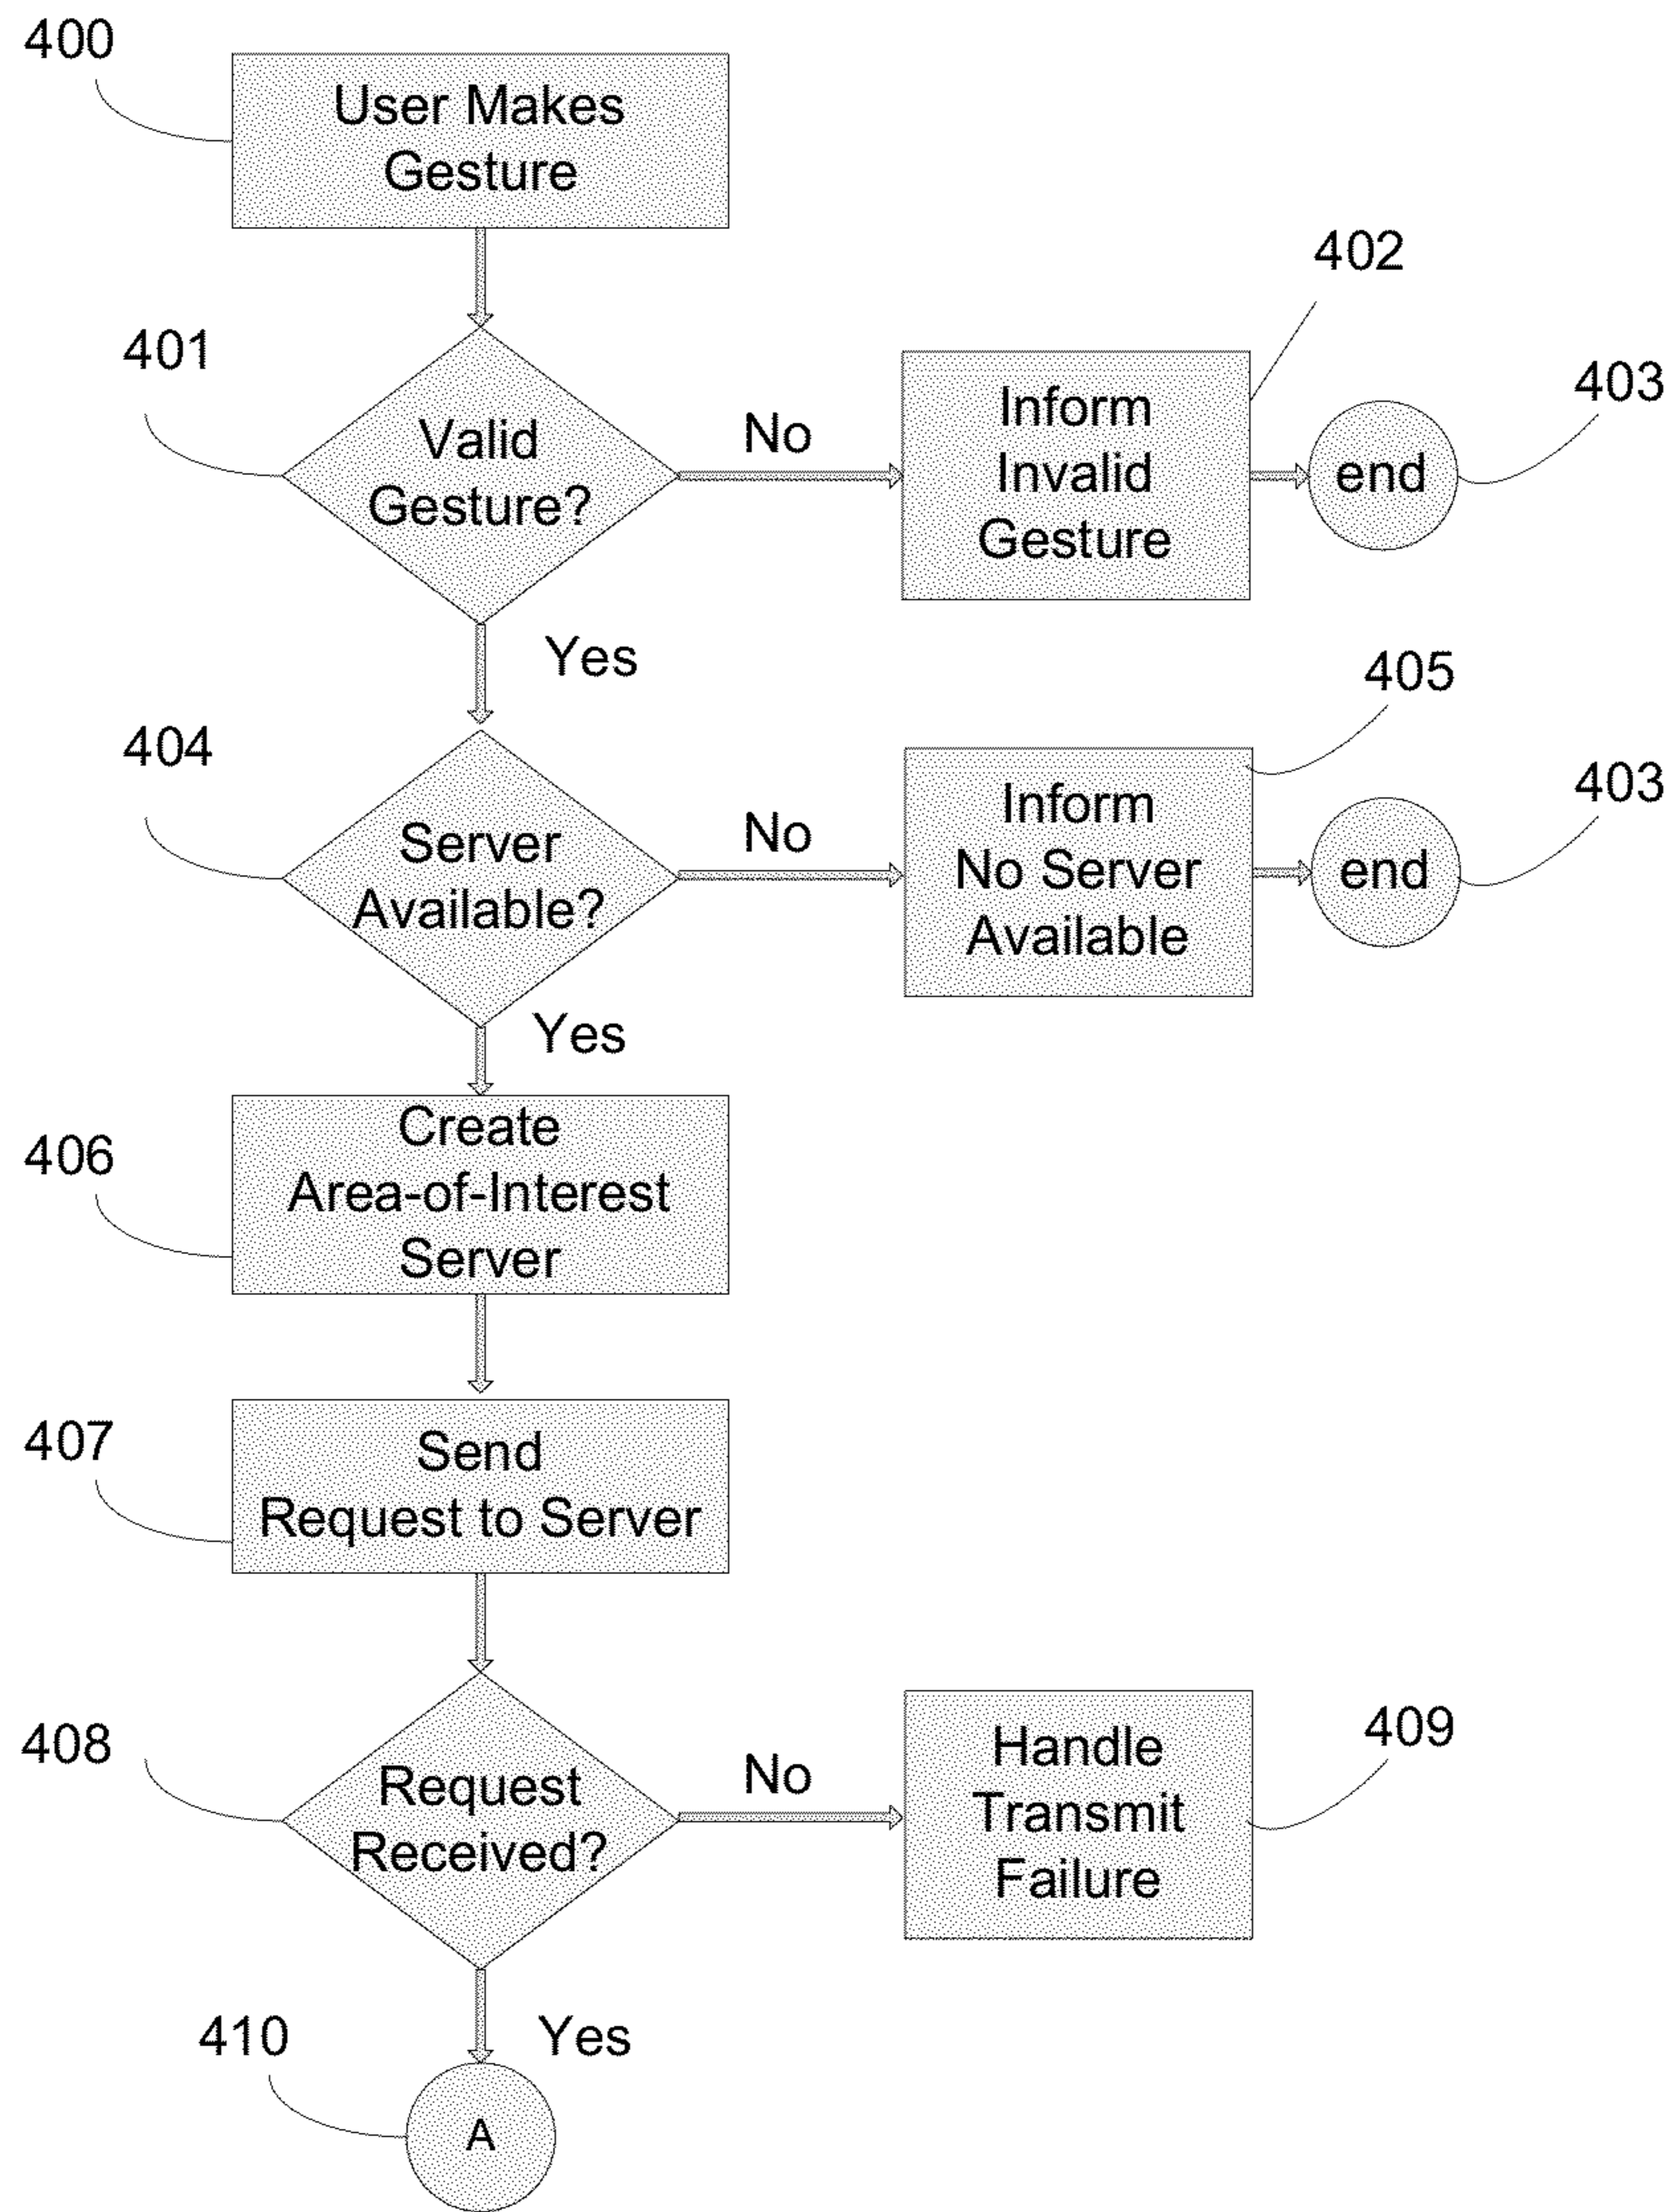 400
User Makes
Gesture
402
401
Valid
Gesture?
No
Inform
Invalid
Gesture
end
403
Yes
405
404
Server
Available?
No
Inform
No Server
Available
end
403
Yes
406
Create
Area-of-Interest
Server
407
Send
Request to Server
408
Request
Received?
No
Handle
Transmit
Failure
409
Yes
410
A